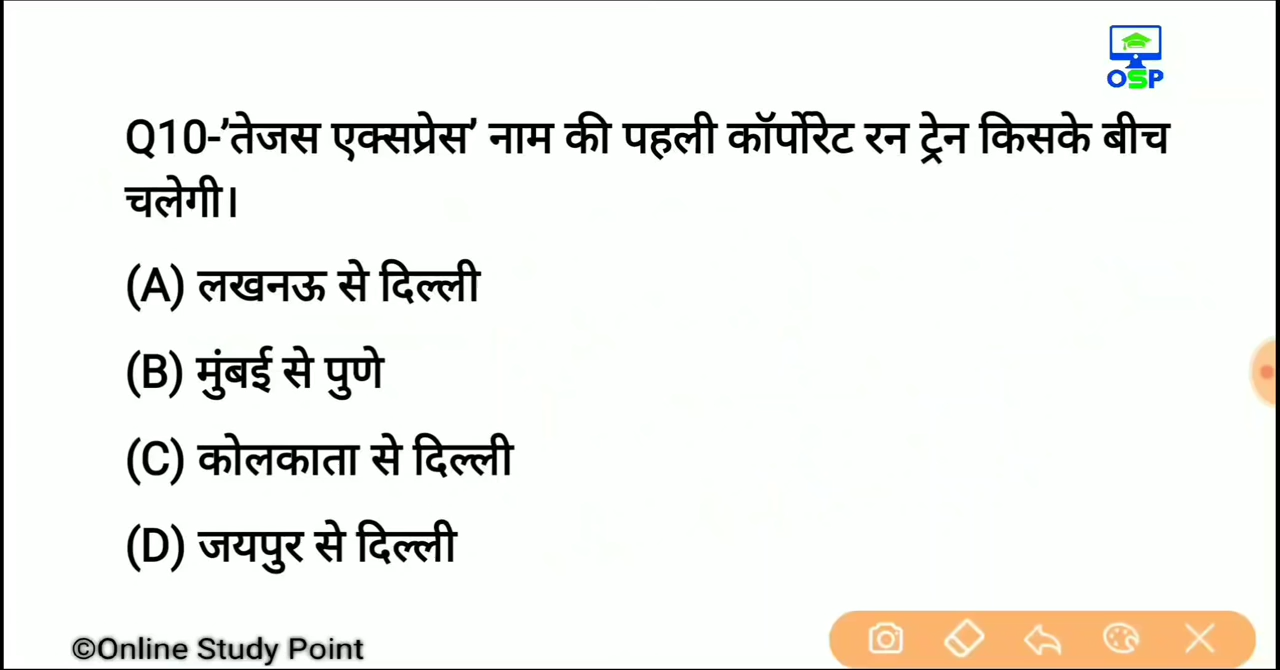 OSP
Q10-'तेजस एक्सप्रेस' नाम की पहली कॉर्पोरेट रन ट्रेन किसके बीच
चलेगी।
(A) लखनऊ से दिल्ली
(B) मुंबई से पुणे
(C) कोलकाता से दिल्ली
(D) जयपुर से दिल्ली
©Online Study Point